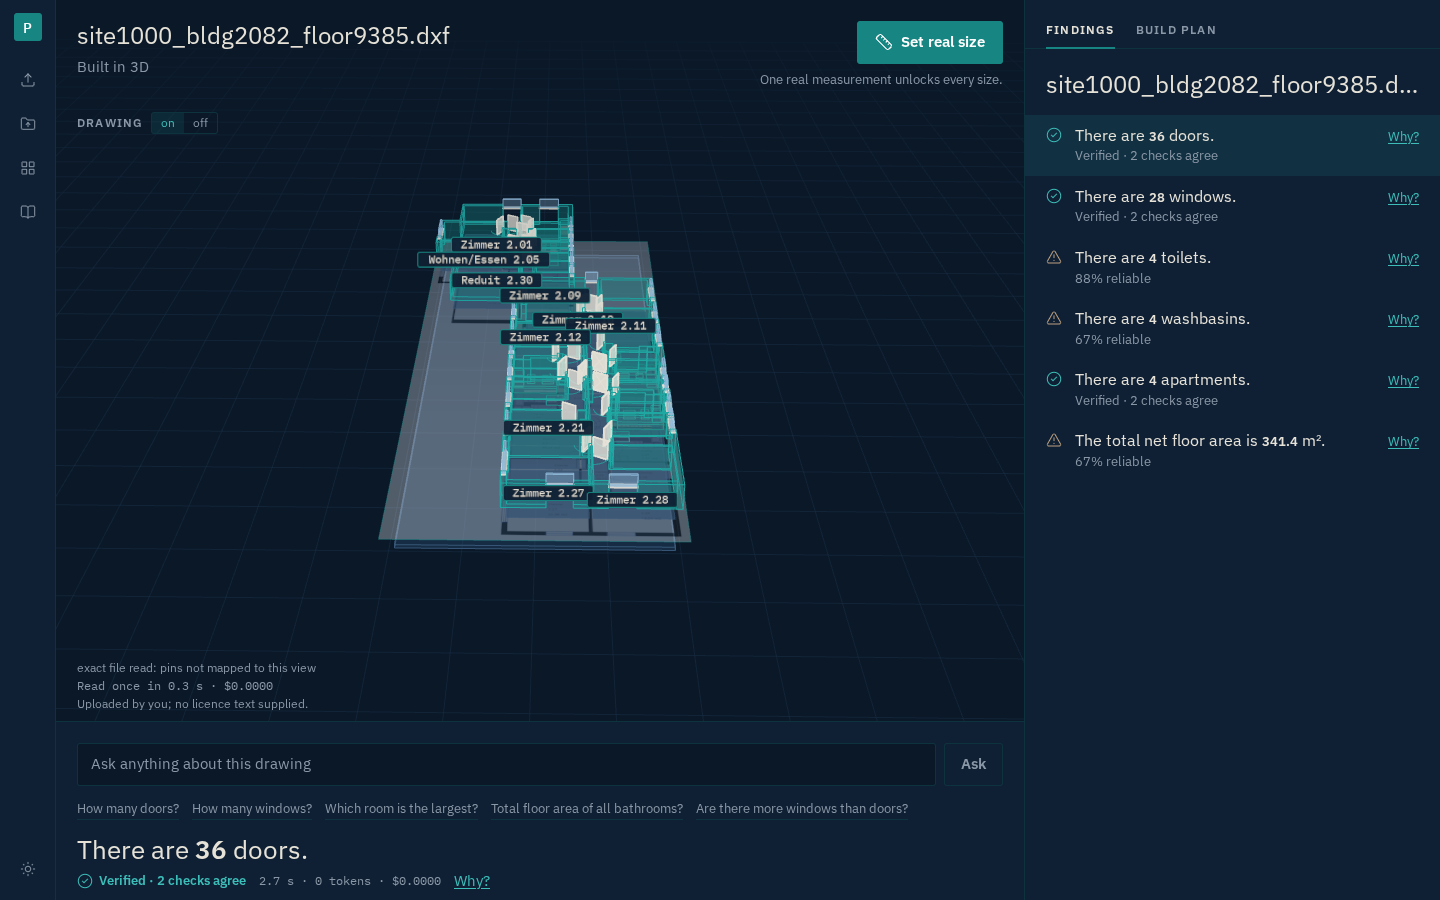 P
site1000_bldg2082_floor9385.dxf
Built in 3D
Set real size
One real measurement unlocks every size.
DRAWING on off
Zimmer 2.01
Wohnen/Essen 2.05
Reduit 2.30
Zimmer 2.09
Zimmer 2.11
Zimmer 2.12
Zimmer 2.21
Zimmer 2.27
Zimmer 2.28
exact file read: pins not mapped to this view
Read once in 0.3 s · $0.0000
Uploaded by you; no licence text supplied.
Ask anything about this drawing
Ask
How many doors? How many windows? Which room is the largest? Total floor area of all bathrooms? Are there more windows than doors?
There are 36 doors.
Verified · 2 checks agree 2.7 s · 0 tokens · $0.0000 Why?
FINDINGS BUILD PLAN
site1000_bldg2082_floor9385.d...
There are 36 doors. Why?
Verified · 2 checks agree
There are 28 windows. Why?
Verified · 2 checks agree
There are 4 toilets. Why?
88% reliable
There are 4 washbasins. Why?
67% reliable
There are 4 apartments. Why?
Verified · 2 checks agree
The total net floor area is 341.4 m². Why?
67% reliable